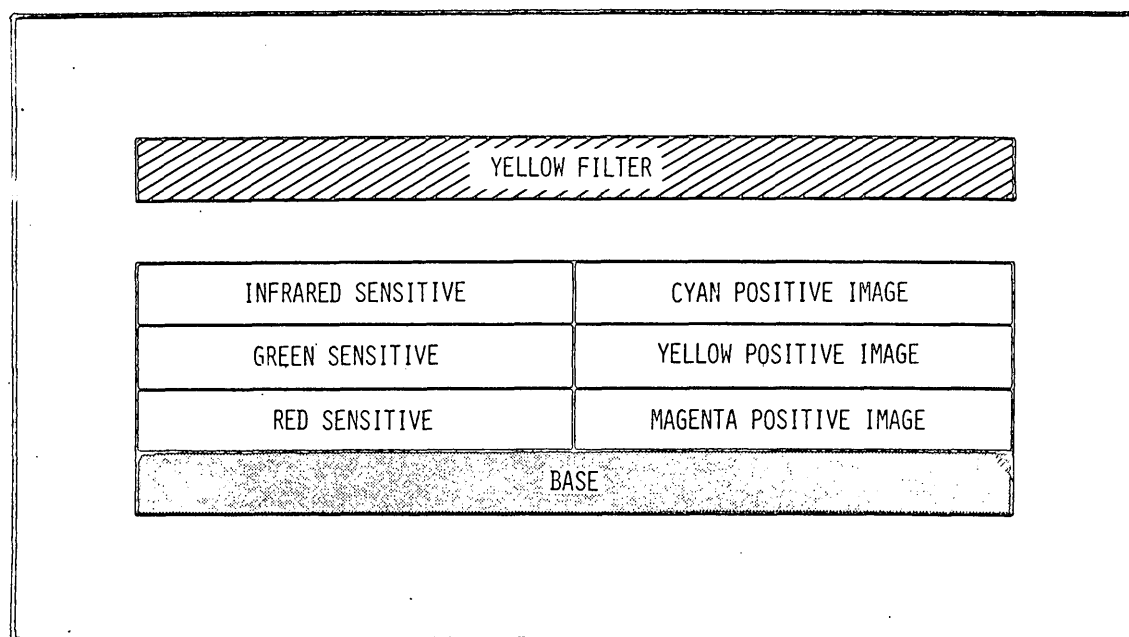 YELLOW FILTER
INFRARED SENSITIVE CYAN POSITIVE IMAGE
GREEN SENSITIVE YELLOW POSITIVE IMAGE
RED SENSITIVE MAGENTA POSITIVE IMAGE
BASE